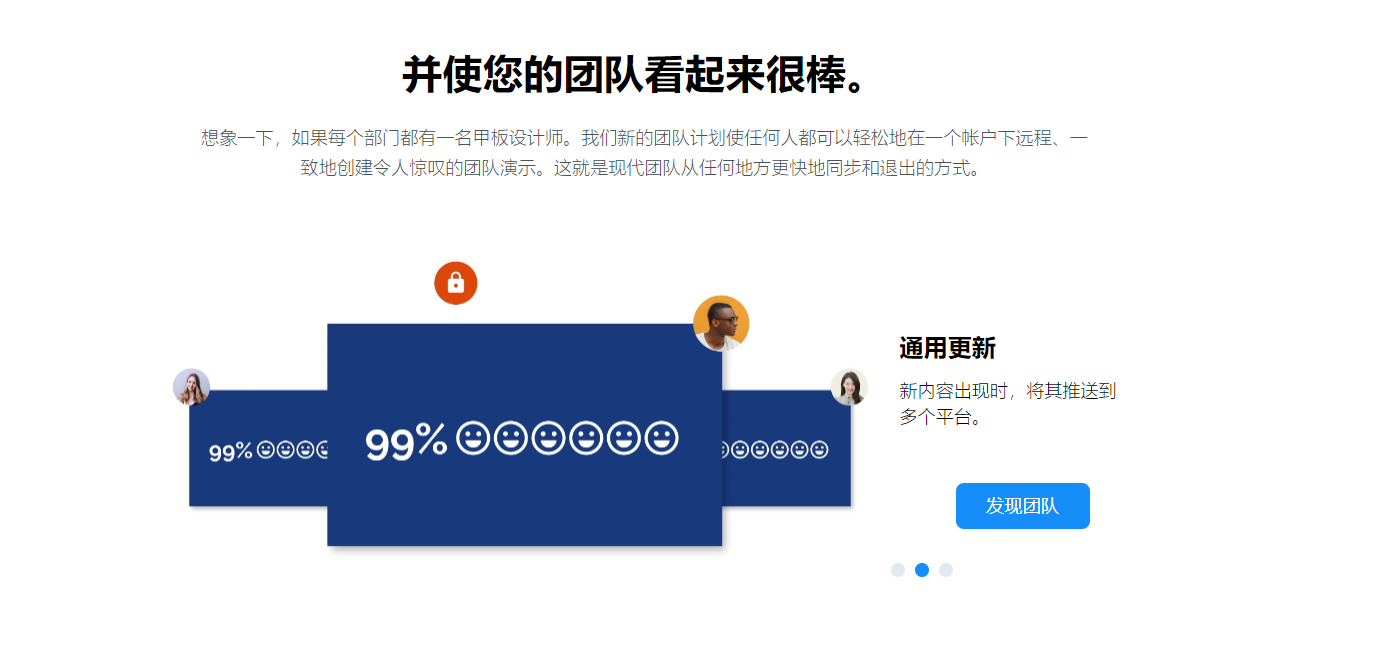 并使您的团队看起来很棒。
想象一下，如果每个部门都有一名甲板设计师。我们新的团队计划使任何人都可以轻松地在一个帐户下远程、一
致地创建令人惊叹的团队演示。这就是现代团队从任何地方更快地同步和退出的方式。
99%
99%
通用更新
新内容出现时，将其推送到
多个平台。
发现团队